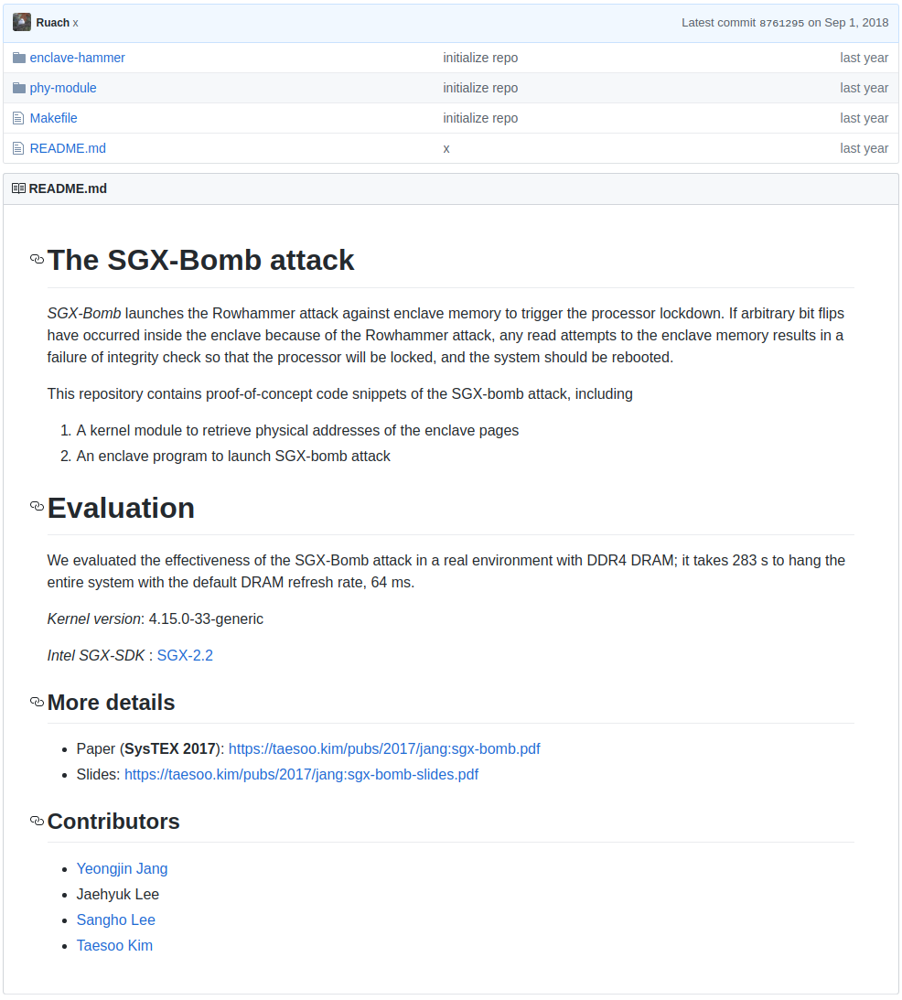 Ruach x Latest commit 8761295 on Sep 1, 2018
enclave-hammer initialize repo last year
phy-module initialize repo last year
Makefile initialize repo last year
README.md x last year
README.md
The SGX-Bomb attack
SGX-Bomb launches the Rowhammer attack against enclave memory to trigger the processor lockdown. If arbitrary bit flips
have occurred inside the enclave because of the Rowhammer attack, any read attempts to the enclave memory results in a
failure of integrity check so that the processor will be locked, and the system should be rebooted.
This repository contains proof-of-concept code snippets of the SGX-bomb attack, including
1. A kernel module to retrieve physical addresses of the enclave pages
2. An enclave program to launch SGX-bomb attack
Evaluation
We evaluated the effectiveness of the SGX-Bomb attack in a real environment with DDR4 DRAM; it takes 283 s to hang the
entire system with the default DRAM refresh rate, 64 ms.
Kernel version: 4.15.0-33-generic
Intel SGX-SDK : SGX-2.2
More details
• Paper (SysTEX 2017): https://taesoo.kim/pubs/2017/jang:sgx-bomb.pdf
• Slides: https://taesoo.kim/pubs/2017/jang:sgx-bomb-slides.pdf
Contributors
• Yeongjin Jang
• Jaehyuk Lee
• Sangho Lee
• Taesoo Kim